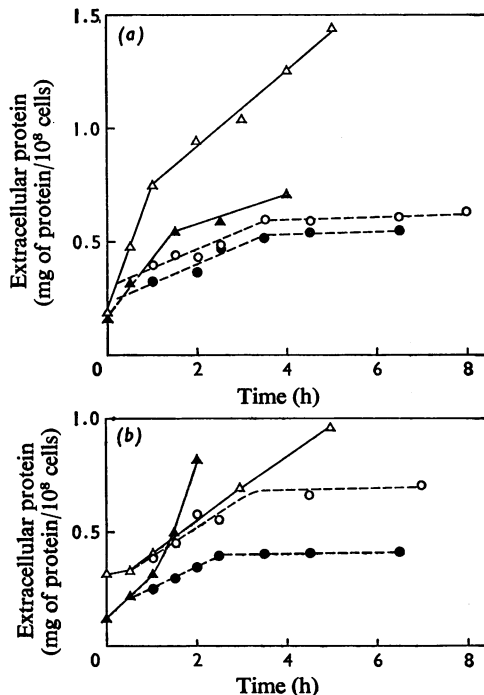 (a)
1.5
1.0
0.5
0
2
4
6
8
Extracellular protein
(mg of protein/10⁸ cells)
Time (h)
(b)
1.0
0.5
0
2
4
6
8
Extracellular protein
(mg of protein/10⁸ cells)
Time (h)